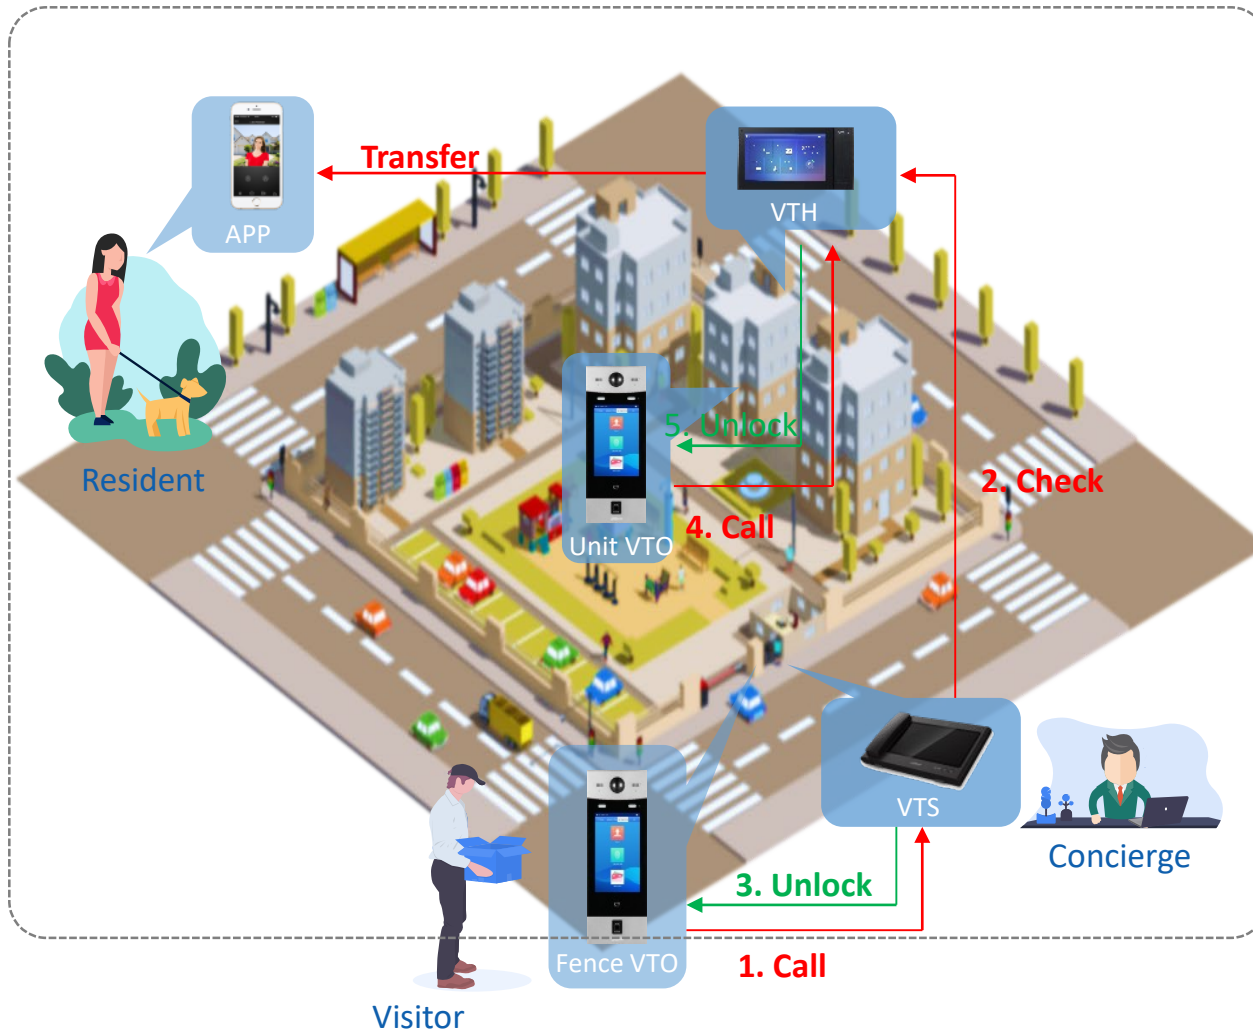 Transfer
APP
VTH
Resident
5. Unlock
2. Check
4. Call
Unit VTO
VTS
Concierge
3. Unlock
Fence VTO
1. Call
Visitor